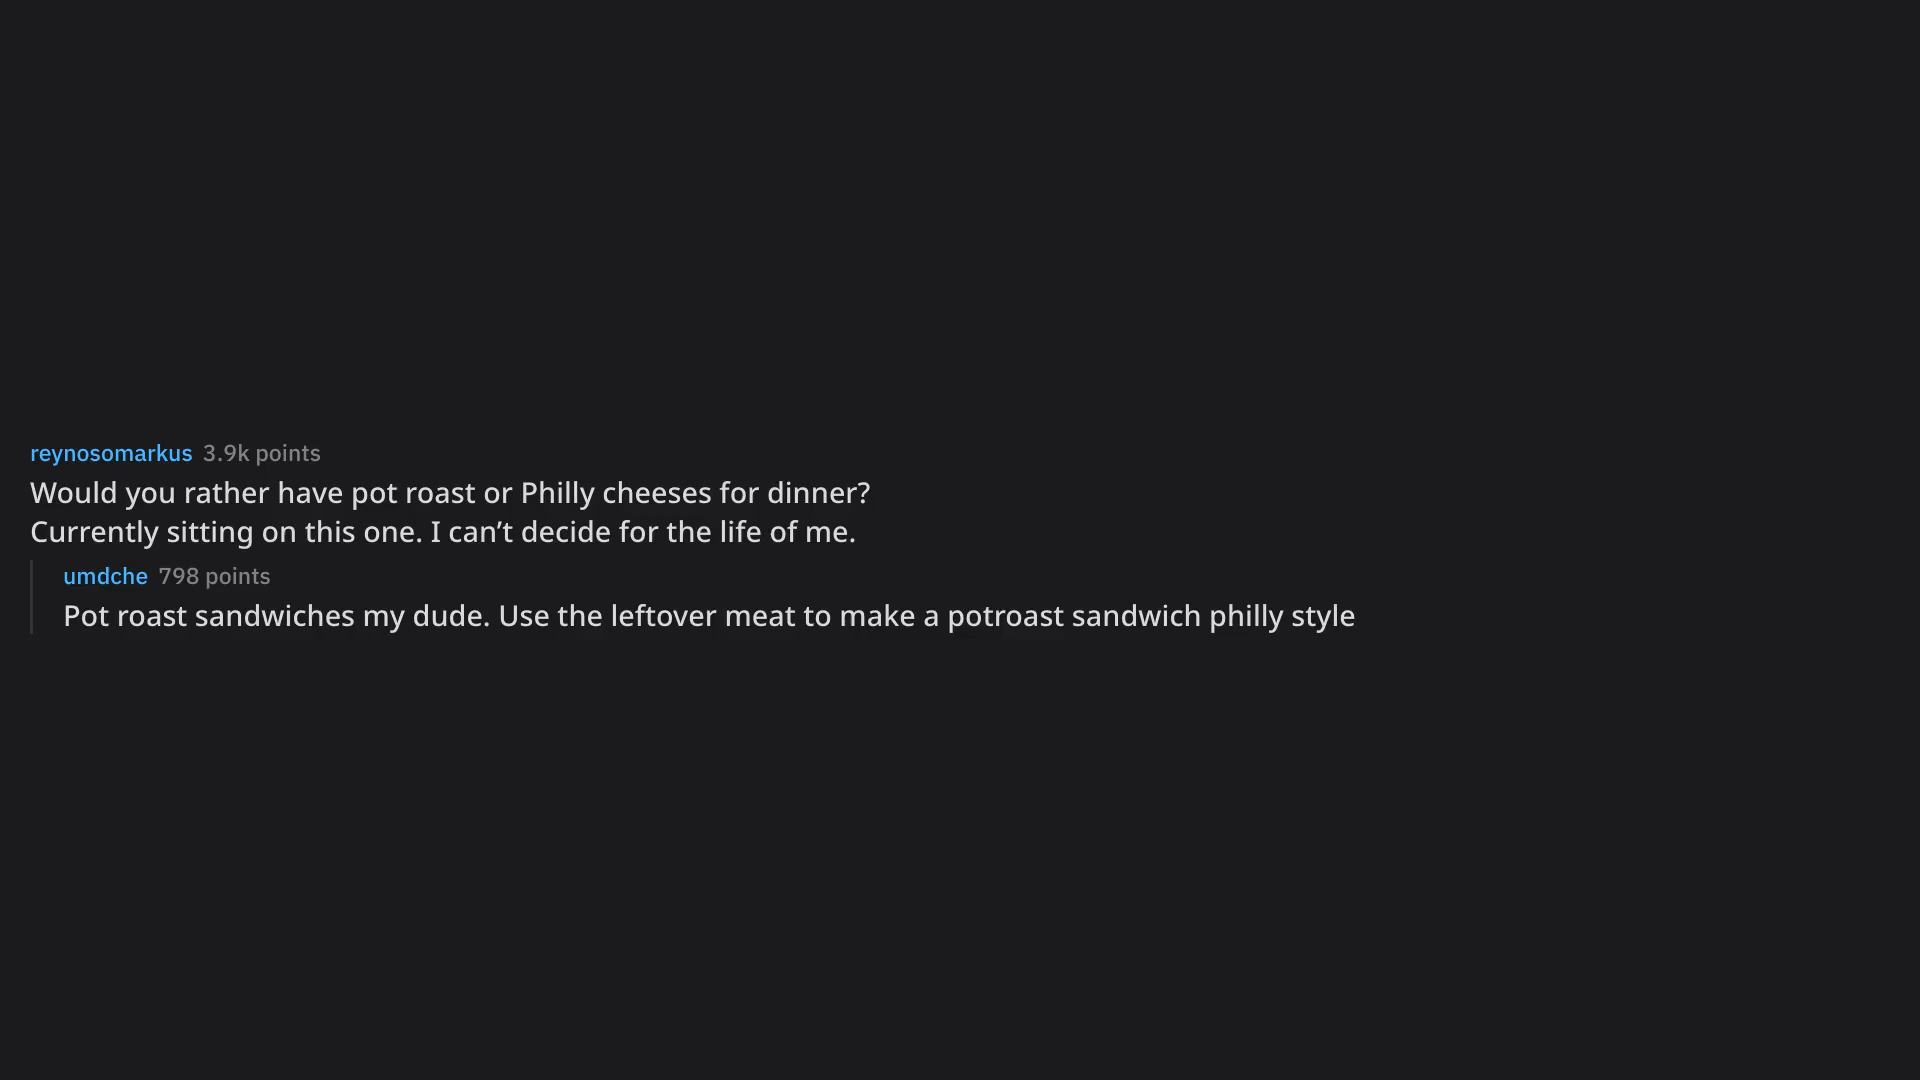 reynosomarkus 3.9k points
Would you rather have pot roast or Philly cheeses for dinner?
Currently sitting on this one. I can’t decide for the life of me.
umdche 798 points
Pot roast sandwiches my dude. Use the leftover meat to make a potroast sandwich philly style